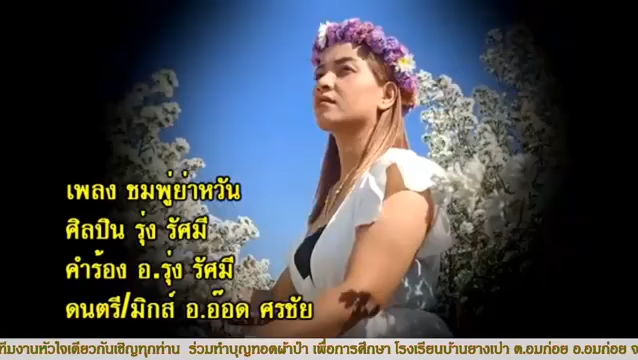 เพลง ชมพู่ย่าหวัน
ศิลปิน รุ่ง รัศมี
คำร้อง อ.รุ่ง รัศมี
ดนตรี/มิกส์ อ.อ๊อด ศรชัย
ทีมงานหัวใจเดียวกันเชิญทุกท่าน ร่วมทำบุญทอดผ้าป่า เพื่อการศึกษา โรงเรียนบ้านยางเปา ต.อมก๋อย อ.อมก๋อย จ